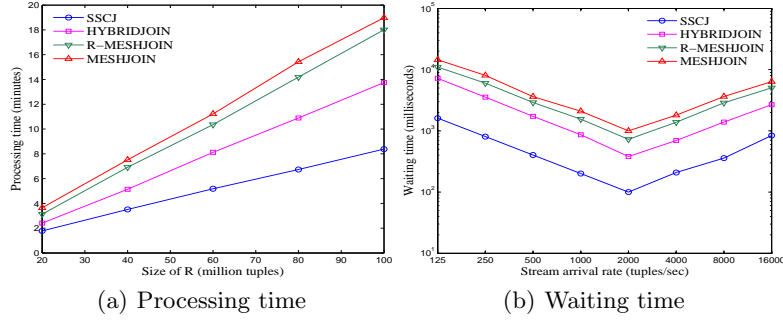 20
18
16
14
12
10
8
6
4
2
0
Processing time (minutes)
SSCJ
HYBRIDJOIN
R−MESHJOIN
MESHJOIN
20 30 40 50 60 70 80 90 100
Size of R (million tuples)
(a) Processing time
10^5
10^4
10^3
10^2
10^1
Waiting time (milliseconds)
SSCJ
HYBRIDJOIN
R−MESHJOIN
MESHJOIN
125 250 500 1000 2000 4000 8000 16000
Stream arrival rate (tuples/sec)
(b) Waiting time